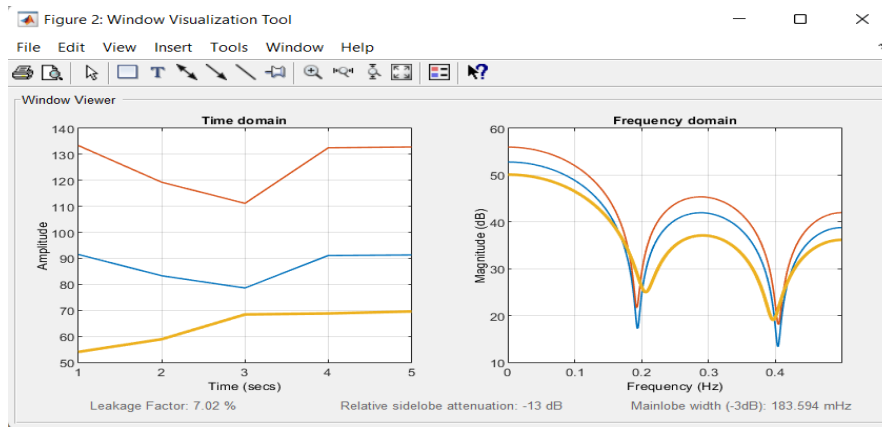 Figure 2: Window Visualization Tool
File Edit View Insert Tools Window Help
Window Viewer
Time domain
140
130
120
110
100
90
80
70
60
50
Amplitude
1 2 3 4 5
Time (secs)
Frequency domain
60
50
40
30
20
10
Magnitude (dB)
0 0.1 0.2 0.3 0.4
Frequency (Hz)
Leakage Factor: 7.02 %
Relative sidelobe attenuation: -13 dB
Mainlobe width (-3dB): 183.594 mHz